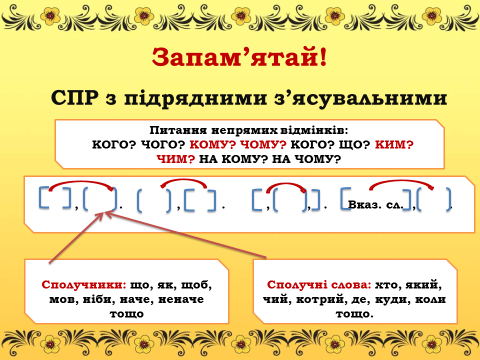 Запам’ятай!
СПР з підрядними з’ясувальними
Питання непрямих відмінків:
КОГО? ЧОГО? КОМУ? ЧОМУ? КОГО? ЩО? КИМ?
ЧИМ? НА КОМУ? НА ЧОМУ?
[ ], ( ). ( ), [ ]. [ , ( ), ]. [ Вказ. сл. ], ( ).
Сполучники: що, як, щоб,
мов, ніби, наче, неначе
тощо
Сполучні слова: хто, який,
чий, котрий, де, куди, коли
тощо.